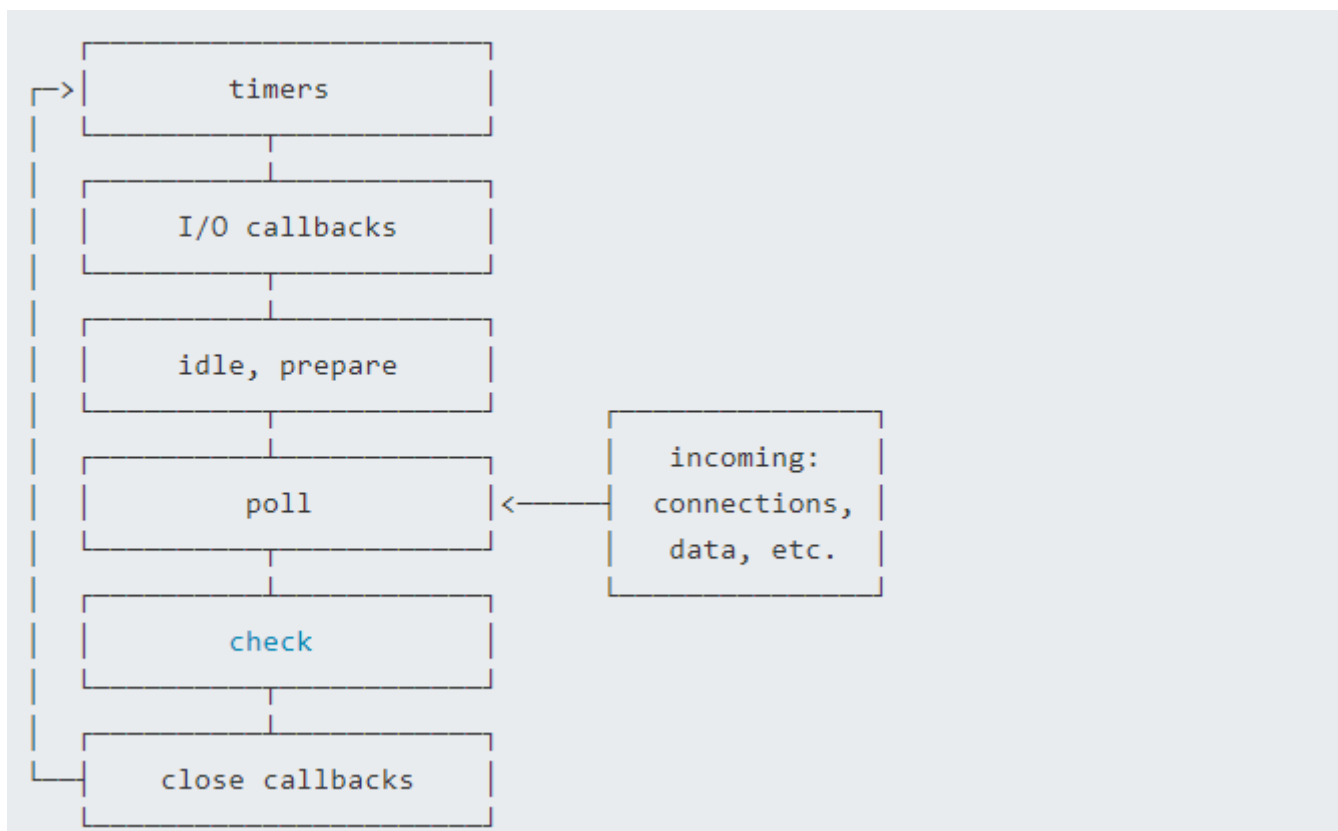 timers
I/O callbacks
idle, prepare
incoming:
poll
connections,
data, etc.
check
close callbacks